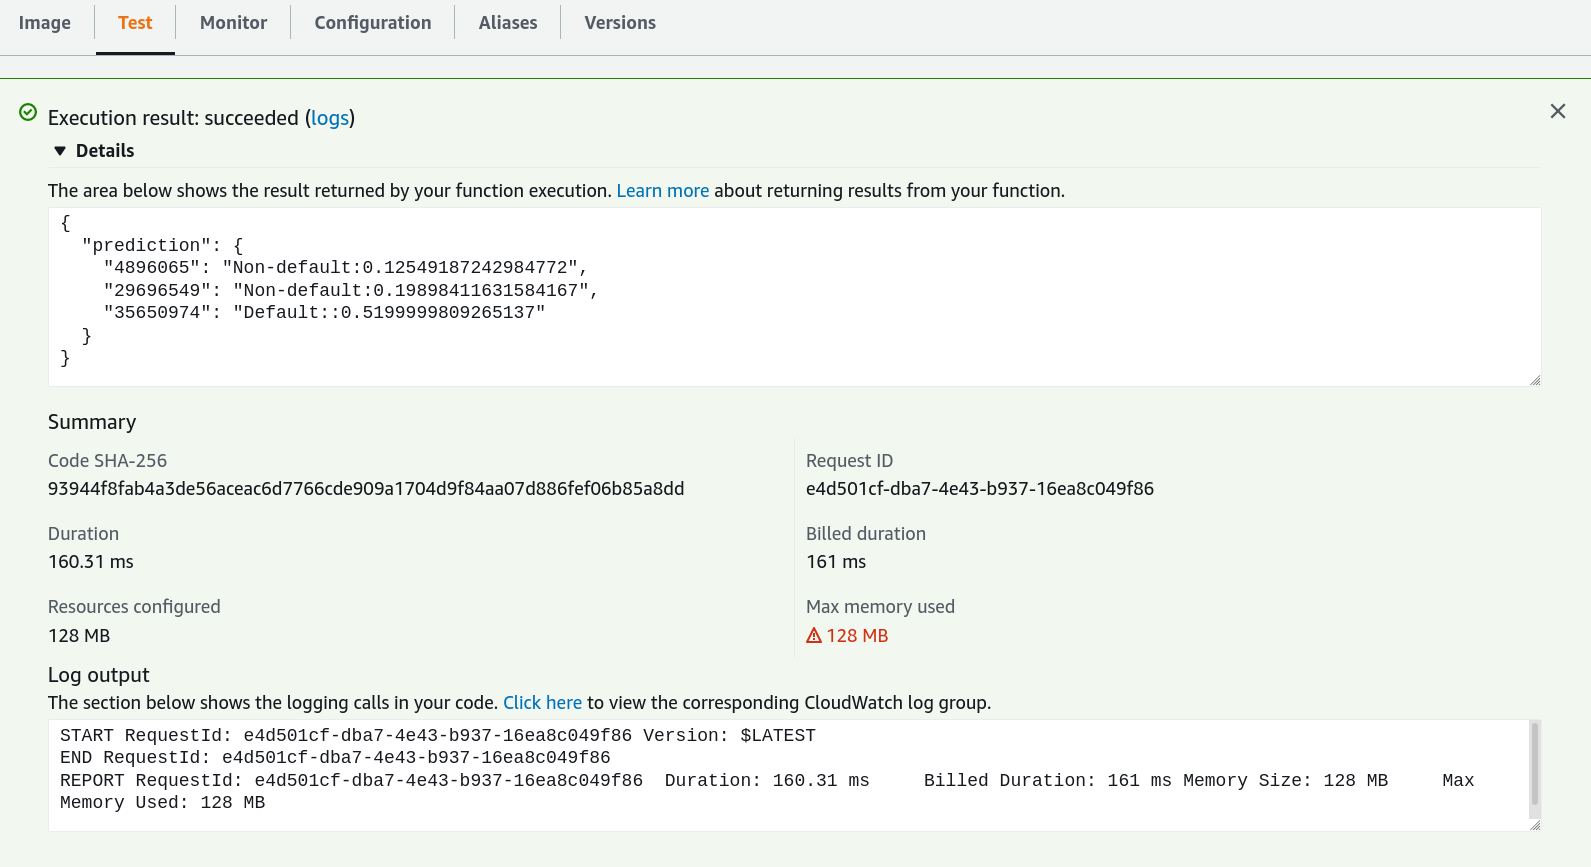 Image Test Monitor Configuration Aliases Versions
Execution result: succeeded (logs)
Details
The area below shows the result returned by your function execution. Learn more about returning results from your function.
{
"prediction": {
"4896065": "Non-default:0.12549187242984772",
"29696549": "Non-default:0.19898411631584167",
"35650974": "Default::0.5199999809265137"
}
}
Summary
Code SHA-256
93944f8fab4a3de56aceac6d7766cde909a1704d9f84aa07d886fef06b85a8dd
Request ID
e4d501cf-dba7-4e43-b937-16ea8c049f86
Duration
160.31 ms
Billed duration
161 ms
Resources configured
128 MB
Max memory used
128 MB
Log output
The section below shows the logging calls in your code. Click here to view the corresponding CloudWatch log group.
START RequestId: e4d501cf-dba7-4e43-b937-16ea8c049f86 Version: $LATEST
END RequestId: e4d501cf-dba7-4e43-b937-16ea8c049f86
REPORT RequestId: e4d501cf-dba7-4e43-b937-16ea8c049f86 Duration: 160.31 ms Billed Duration: 161 ms Memory Size: 128 MB Max
Memory Used: 128 MB